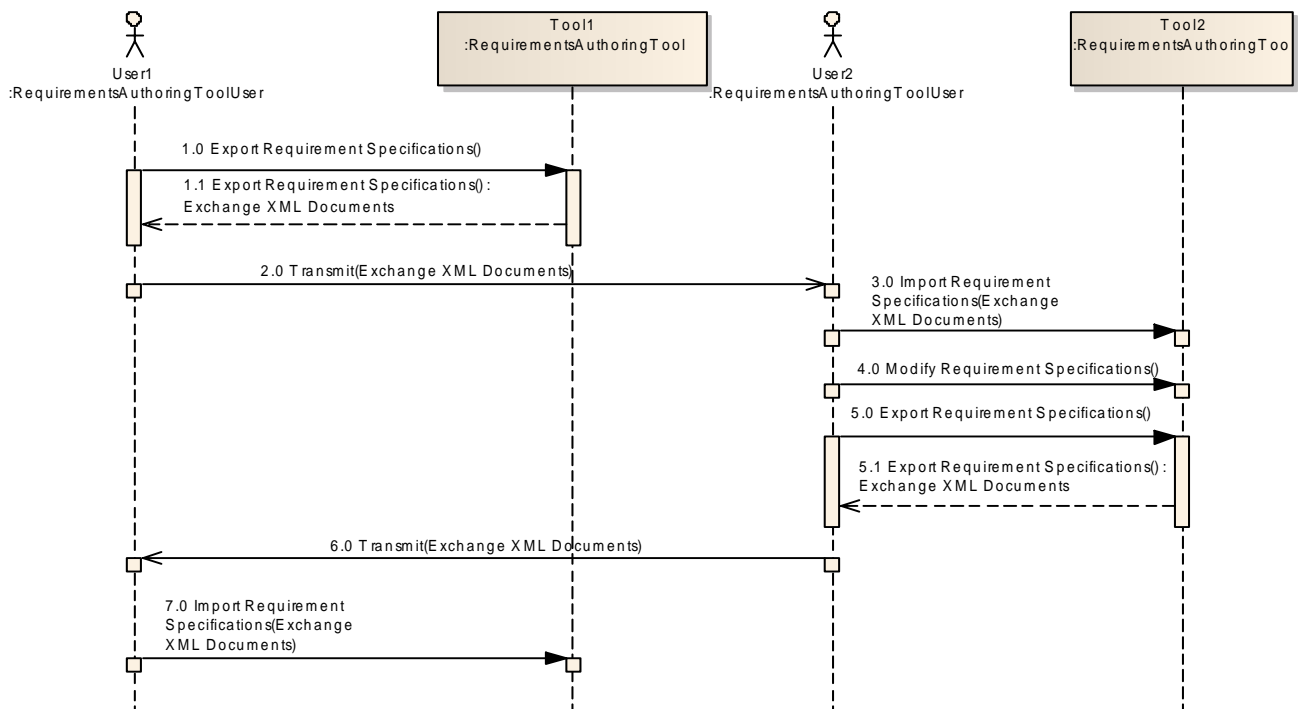 User1
:RequirementsAuthoringToolUser
Tool1
:RequirementsAuthoringTool
User2
:RequirementsAuthoringToolUser
Tool2
:RequirementsAuthoringToo
1.0 Export Requirement Specifications()
1.1 Export Requirement Specifications() :
Exchange XML Documents
2.0 Transmit(Exchange XML Documents)
3.0 Import Requirement
Specifications(Exchange
XML Documents)
4.0 Modify Requirement Specifications()
5.0 Export Requirement Specifications()
5.1 Export Requirement Specifications() :
Exchange XML Documents
6.0 Transmit(Exchange XML Documents)
7.0 Import Requirement
Specifications(Exchange
XML Documents)